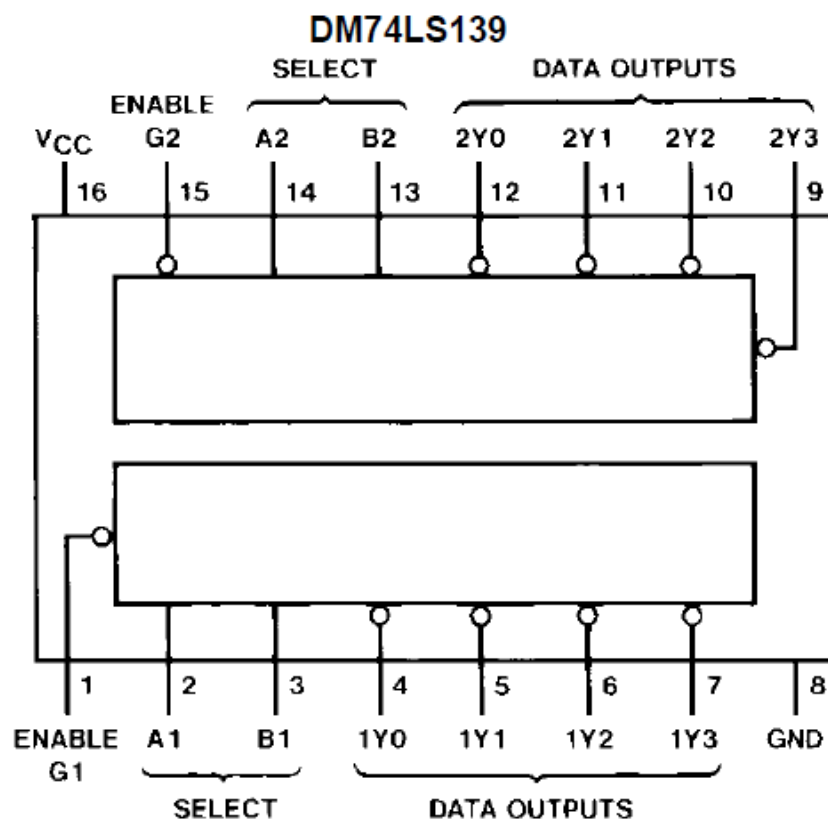 DM74LS139
SELECT DATA OUTPUTS
ENABLE
VCC G2 A2 B2 2Y0 2Y1 2Y2 2Y3
16 15 14 13 12 11 10 9
1 2 3 4 5 6 7 8
ENABLE A1 B1 1Y0 1Y1 1Y2 1Y3 GND
G1
SELECT DATA OUTPUTS